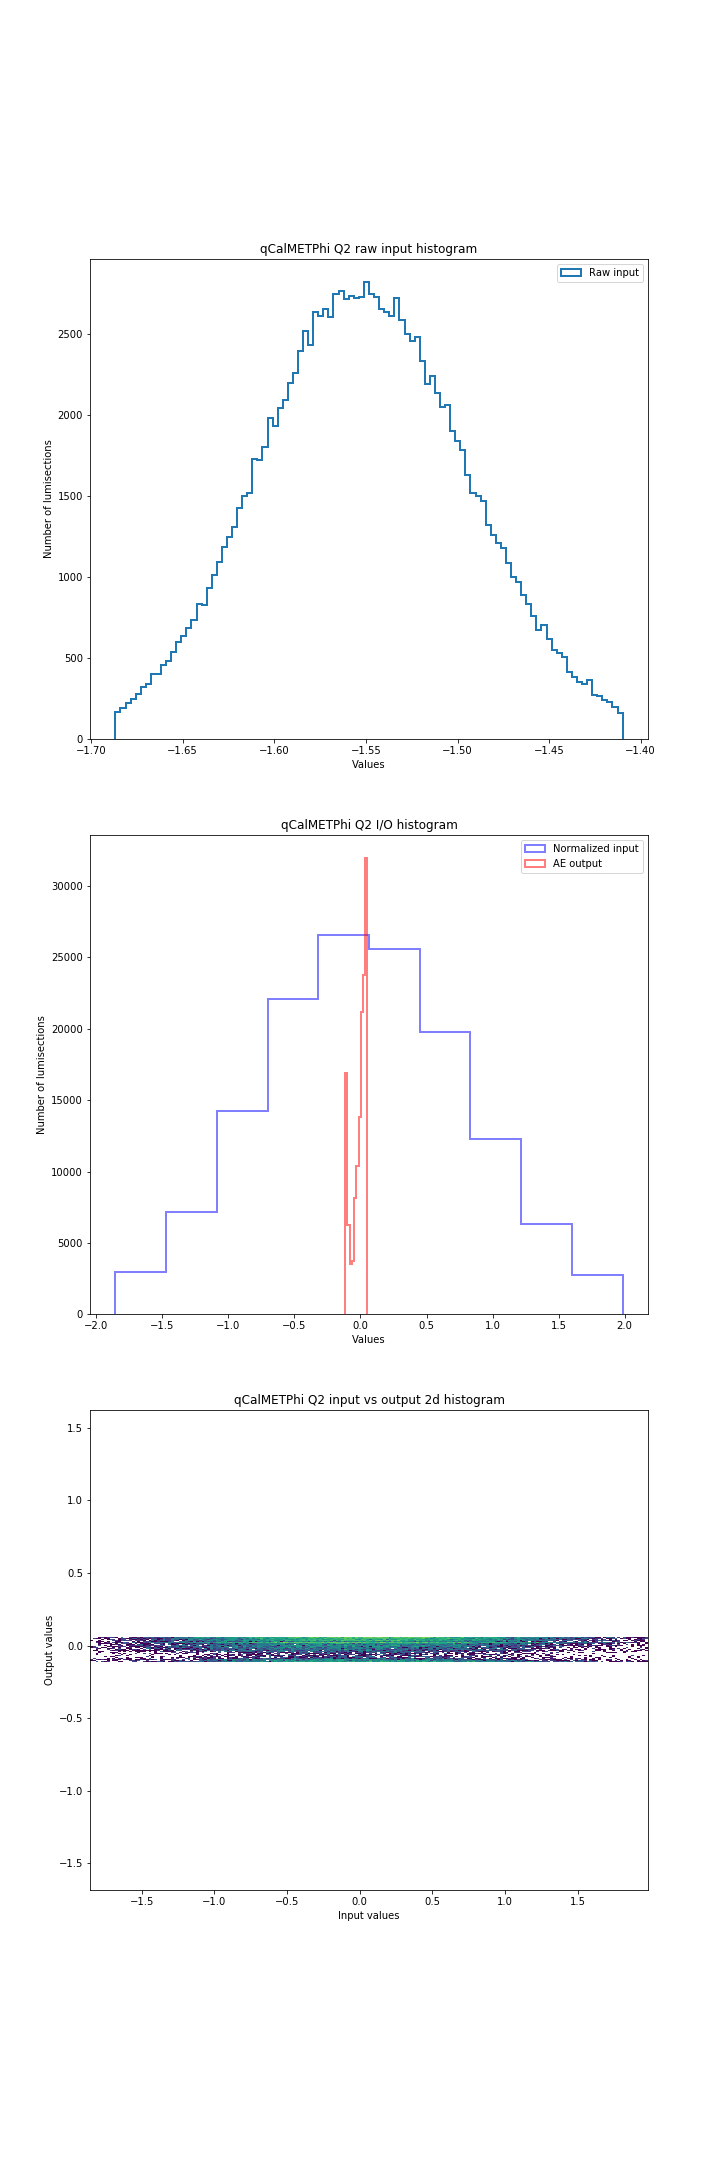 qCalMETPhi Q2 raw input histogram
Raw input
2500
2000
1500
1000
500
0
Number of lumisections
−1.70 −1.65 −1.60 −1.55 −1.50 −1.45 −1.40
Values
qCalMETPhi Q2 I/O histogram
Normalized input
AE output
30000
25000
20000
15000
10000
5000
0
Number of lumisections
−2.0 −1.5 −1.0 −0.5 0.0 0.5 1.0 1.5 2.0
Values
qCalMETPhi Q2 input vs output 2d histogram
1.5
1.0
0.5
0.0
−0.5
−1.0
−1.5
Output values
−1.5 −1.0 −0.5 0.0 0.5 1.0 1.5
Input values